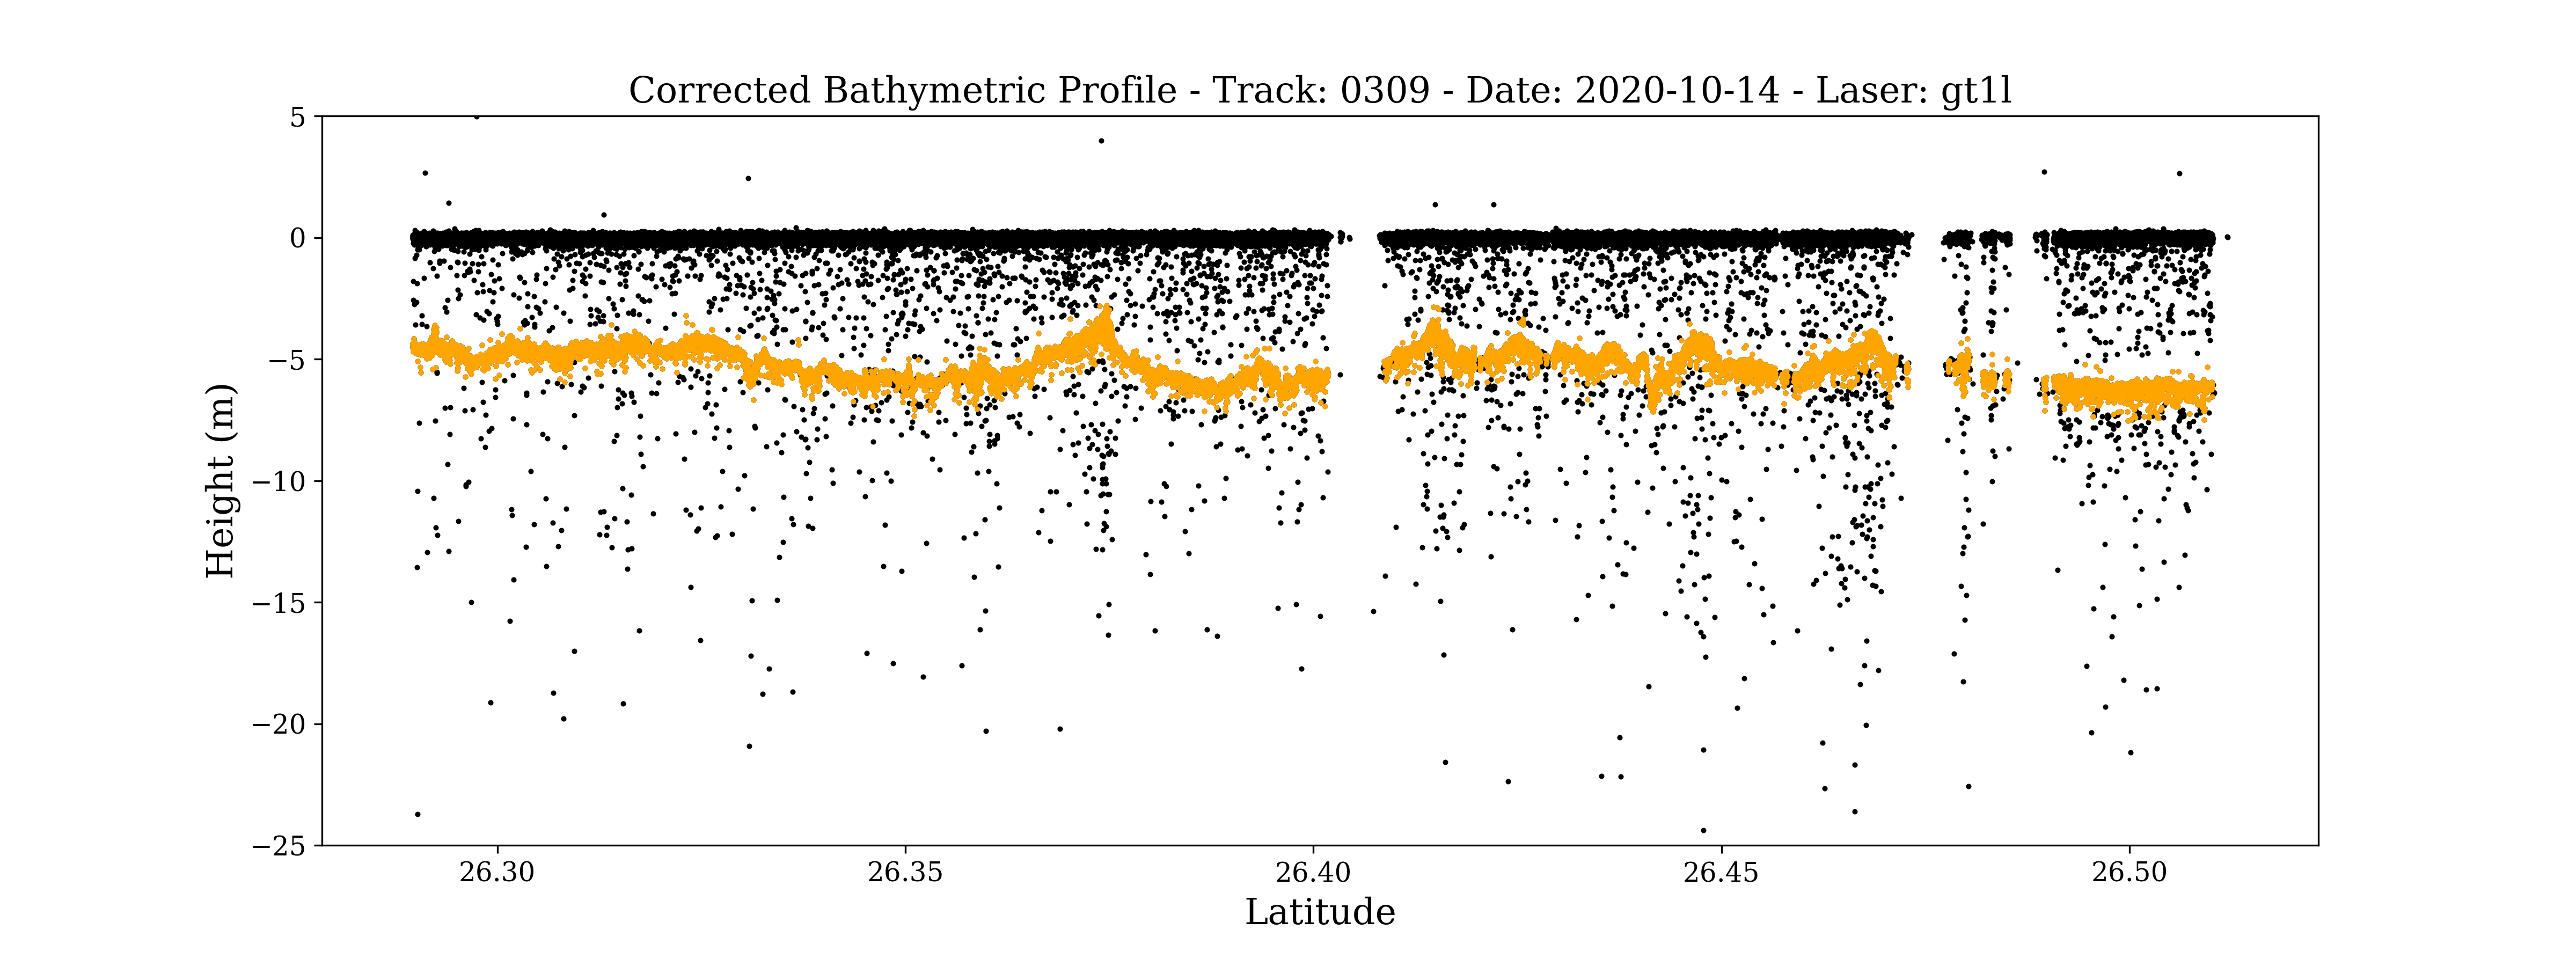 Corrected Bathymetric Profile - Track: 0309 - Date: 2020-10-14 - Laser: gt1l
5
0
−5
−10
−15
−20
−25
Height (m)
26.30 26.35 26.40 26.45 26.50
Latitude